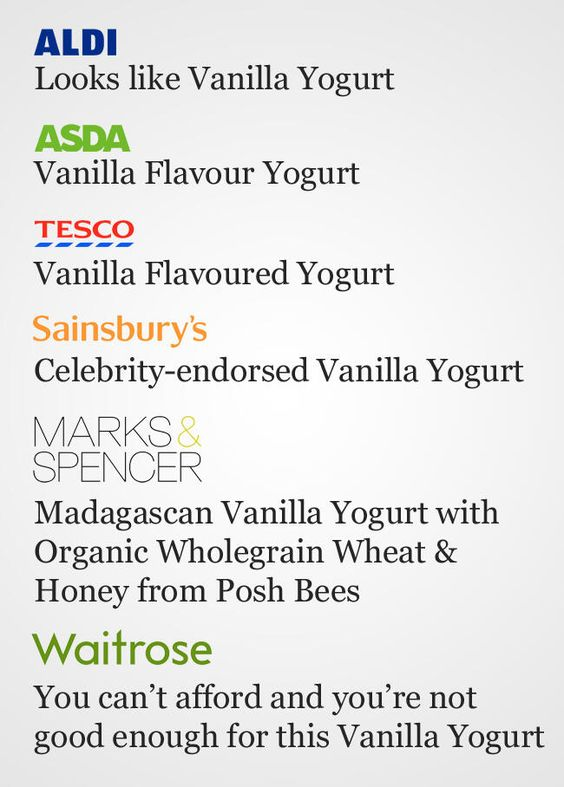 ALDI
Looks like Vanilla Yogurt
ASDA
Vanilla Flavour Yogurt
TESCO
Vanilla Flavoured Yogurt
Sainsbury's
Celebrity-endorsed Vanilla Yogurt
MARKS&
SPENCER
Madagascan Vanilla Yogurt with
Organic Wholegrain Wheat &
Honey from Posh Bees
Waitrose
You can’t afford and you’re not
good enough for this Vanilla Yogurt